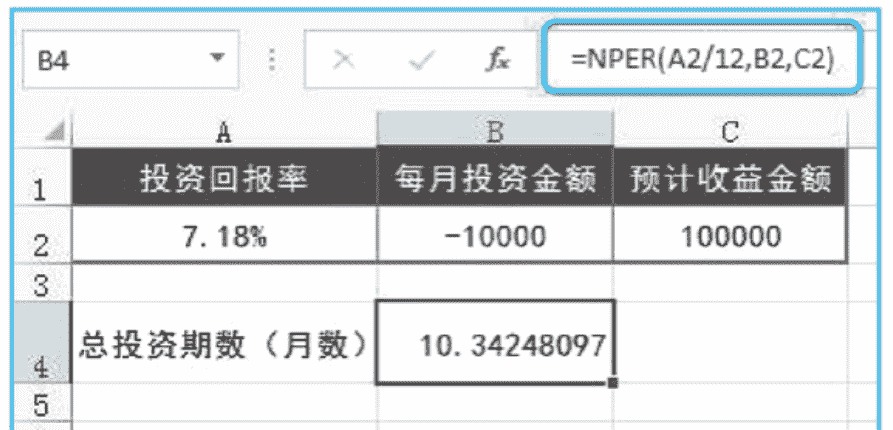 B4 fx =NPER(A2/12,B2,C2)
A B C
1 投资回报率 每月投资金额 预计收益金额
2 7.18% -10000 100000
3
4 总投资期数（月数） 10.34248097
5